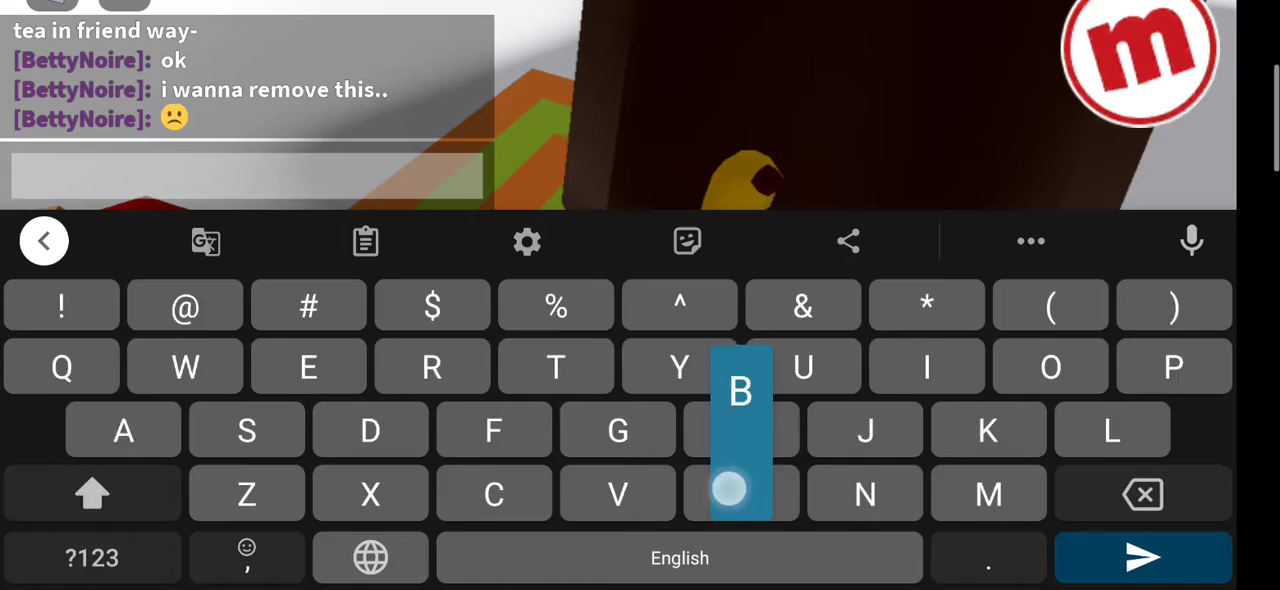 tea in friend way-
[BettyNoire]: ok
[BettyNoire]: i wanna remove this..
[BettyNoire]: 🙁
m
! @ # $ % ^ & * ( )
Q W E R T Y U I O P
B
A S D F G J K L
Z X C V N M
?123 , English .